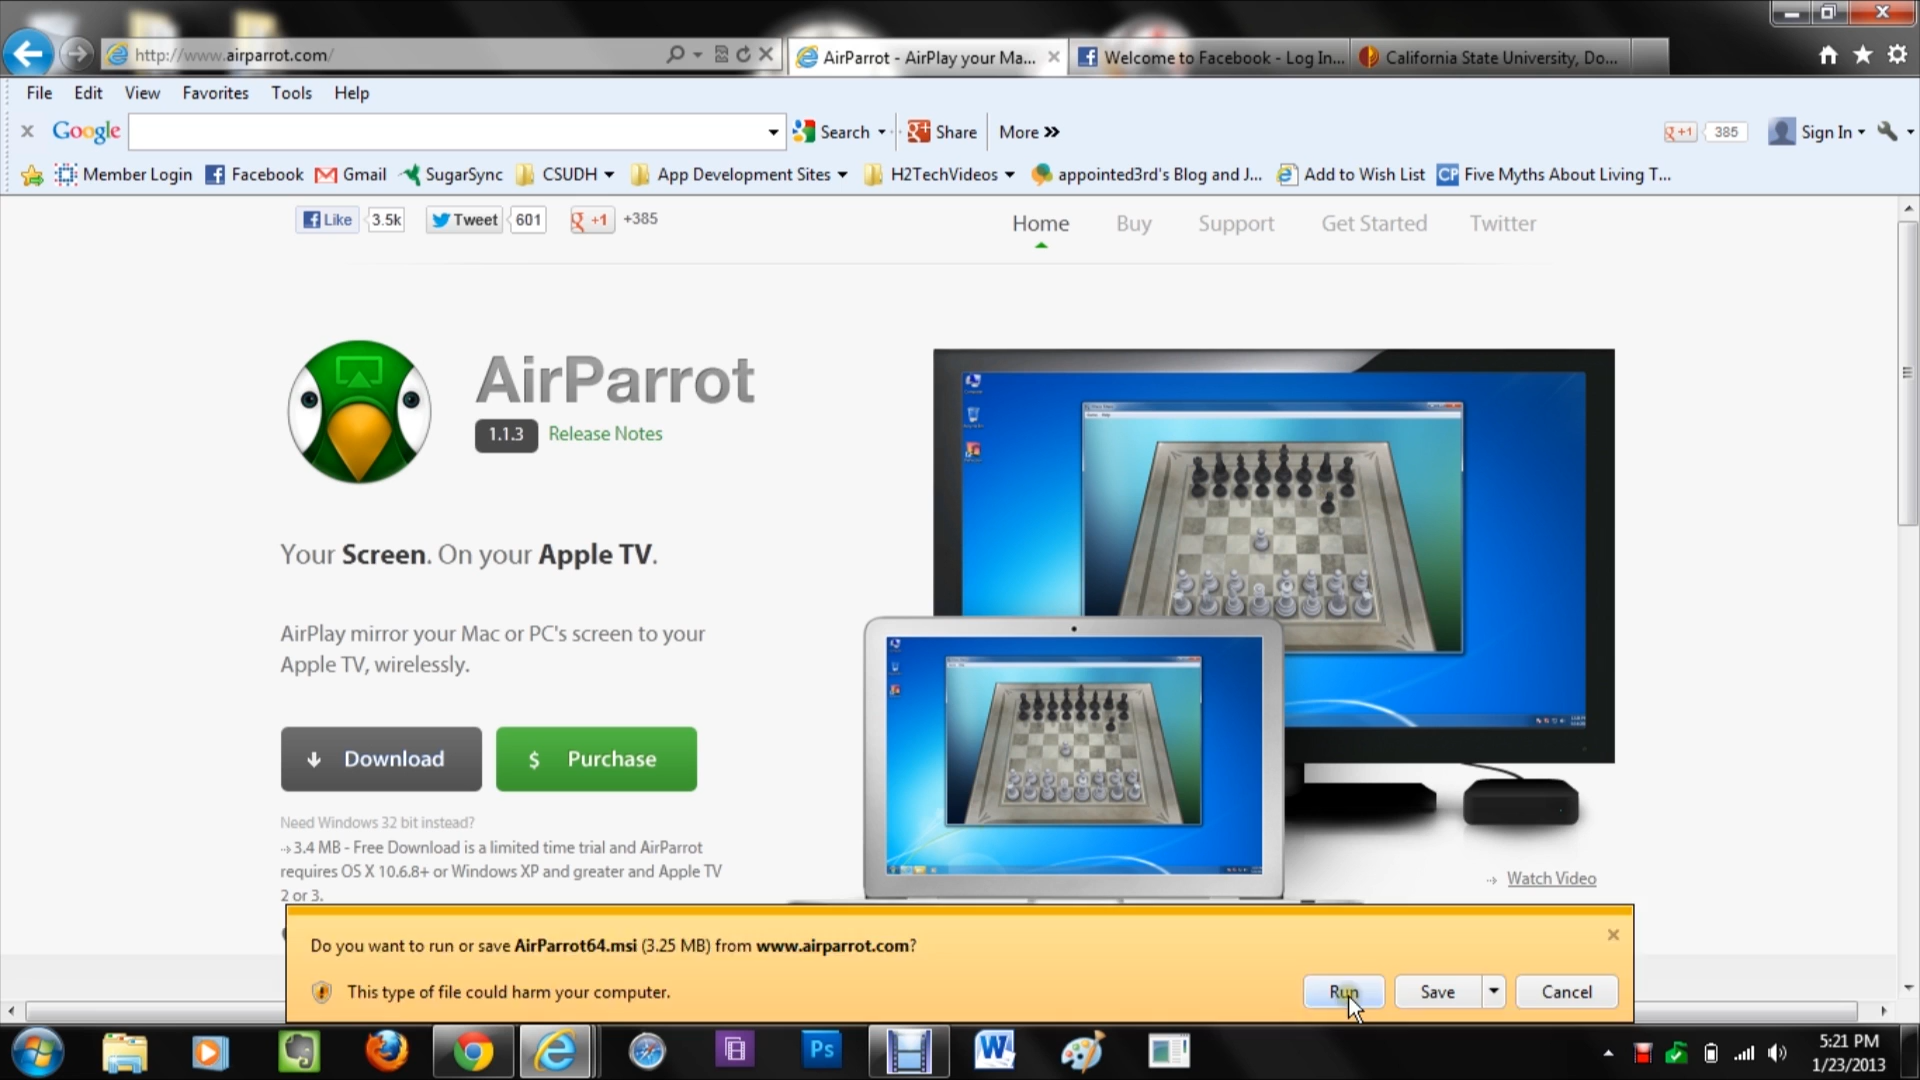 http://www.airparrot.com/
AirParrot - AirPlay your Ma...
Welcome to Facebook - Log In...
California State University, Do...
File Edit View Favorites Tools Help
x Google Search Share More »
g+1 385 Sign In
Member Login Facebook Gmail SugarSync CSUDH App Development Sites H2TechVideos appointed3rd's Blog and J... Add to Wish List CP Five Myths About Living T...
Like 3.5k Tweet 601 +1 +385
Home Buy Support Get Started Twitter
AirParrot
1.1.3 Release Notes
Your Screen. On your Apple TV.
AirPlay mirror your Mac or PC's screen to your
Apple TV, wirelessly.
Download $ Purchase
Need Windows 32 bit instead?
3.4 MB - Free Download is a limited time trial and AirParrot
requires OS X 10.6.8+ or Windows XP and greater and Apple TV
2 or 3.
Watch Video
Do you want to run or save AirParrot64.msi (3.25 MB) from www.airparrot.com?
This type of file could harm your computer.
Run Save Cancel
Ps W
5:21 PM
1/23/2013